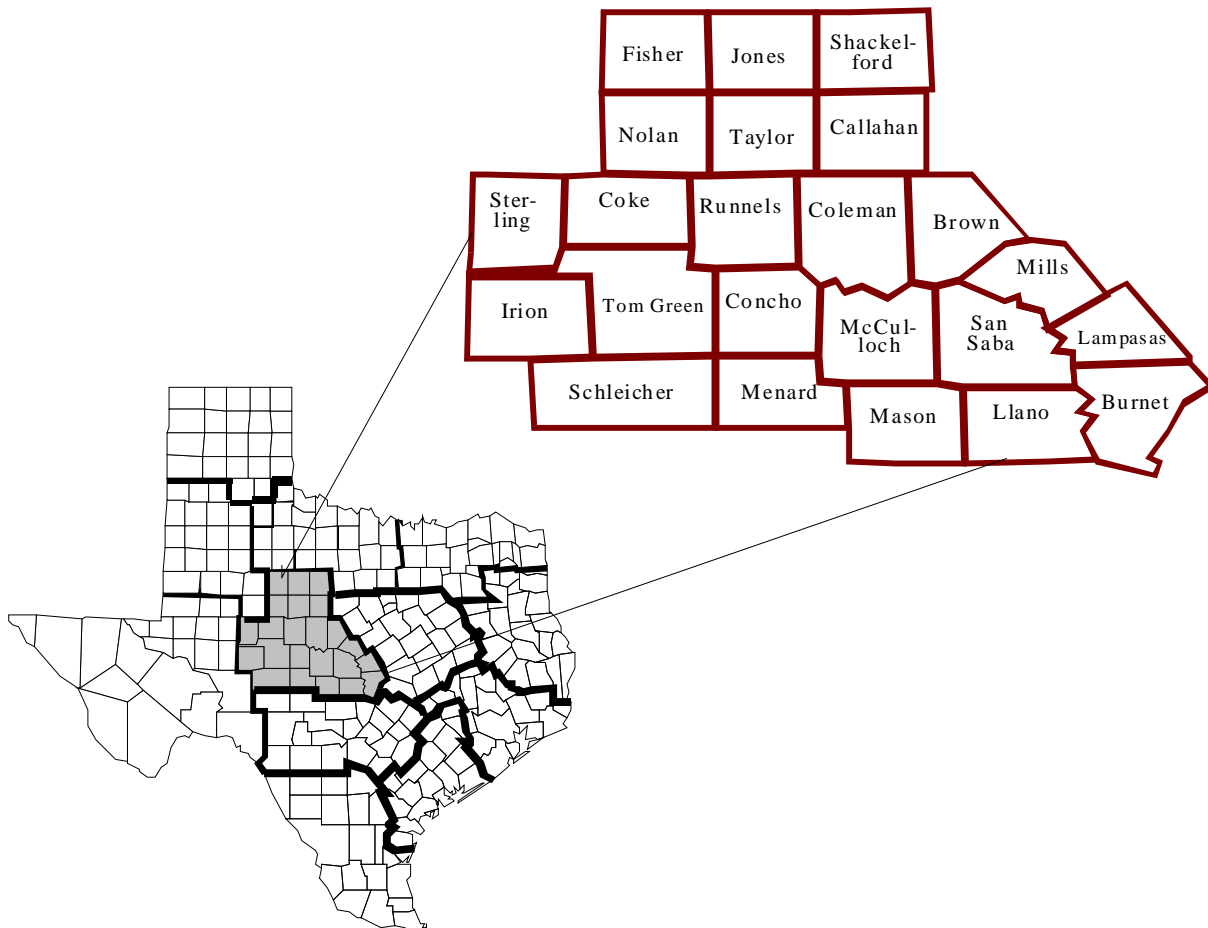 Fisher
Jones
Shackel-
ford
Nolan
Taylor
Callahan
Ster-
ling
Coke
Runnels
Coleman
Brown
Mills
Irion
Tom Green
Concho
McCul-
loch
San
Saba
Lampasas
Schleicher
Menard
Mason
Llano
Burnet